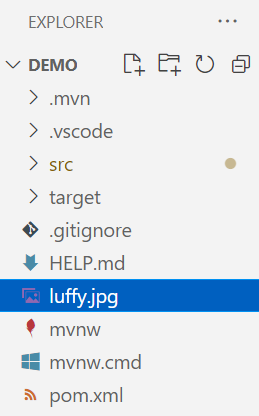 EXPLORER
DEMO
.mvn
.vscode
src
target
.gitignore
HELP.md
luffy.jpg
mvnw
mvnw.cmd
pom.xml